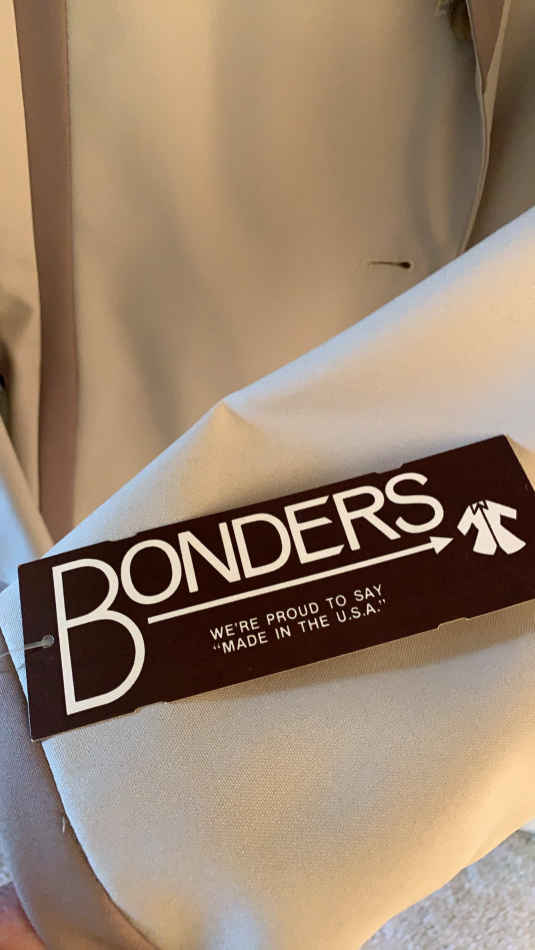 BONDERS
WE'RE PROUD TO SAY
"MADE IN THE U.S.A."